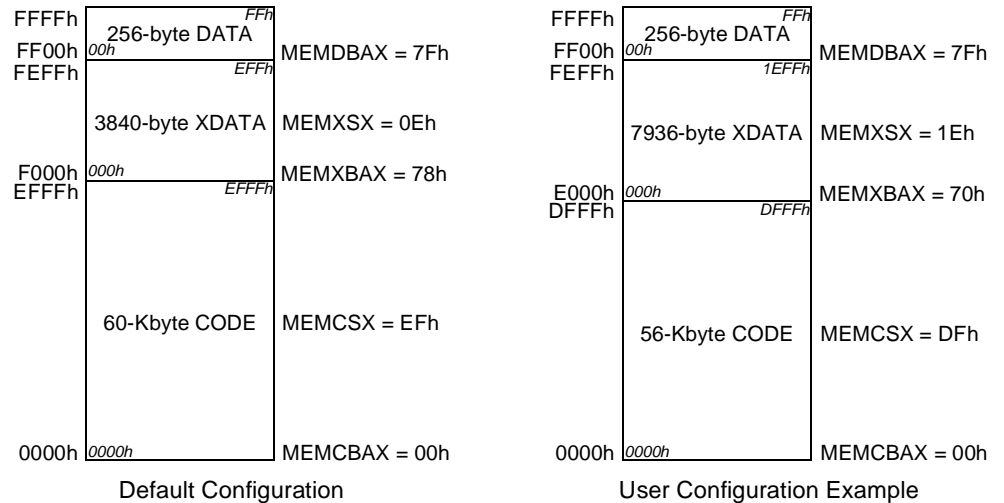 FFFFh
FFh
256-byte DATA
FF00h
00h
MEMDBAX = 7Fh
FEFFh
EFFh
3840-byte XDATA
MEMXSX = 0Eh
F000h
000h
MEMXBAX = 78h
EFFFh
EFFFh
60-Kbyte CODE
MEMCSX = EFh
0000h
0000h
MEMCBAX = 00h
Default Configuration
FFFFh
FFh
256-byte DATA
FF00h
00h
MEMDBAX = 7Fh
FEFFh
1EFFh
7936-byte XDATA
MEMXSX = 1Eh
E000h
000h
MEMXBAX = 70h
DFFFh
DFFFh
56-Kbyte CODE
MEMCSX = DFh
0000h
0000h
MEMCBAX = 00h
User Configuration Example